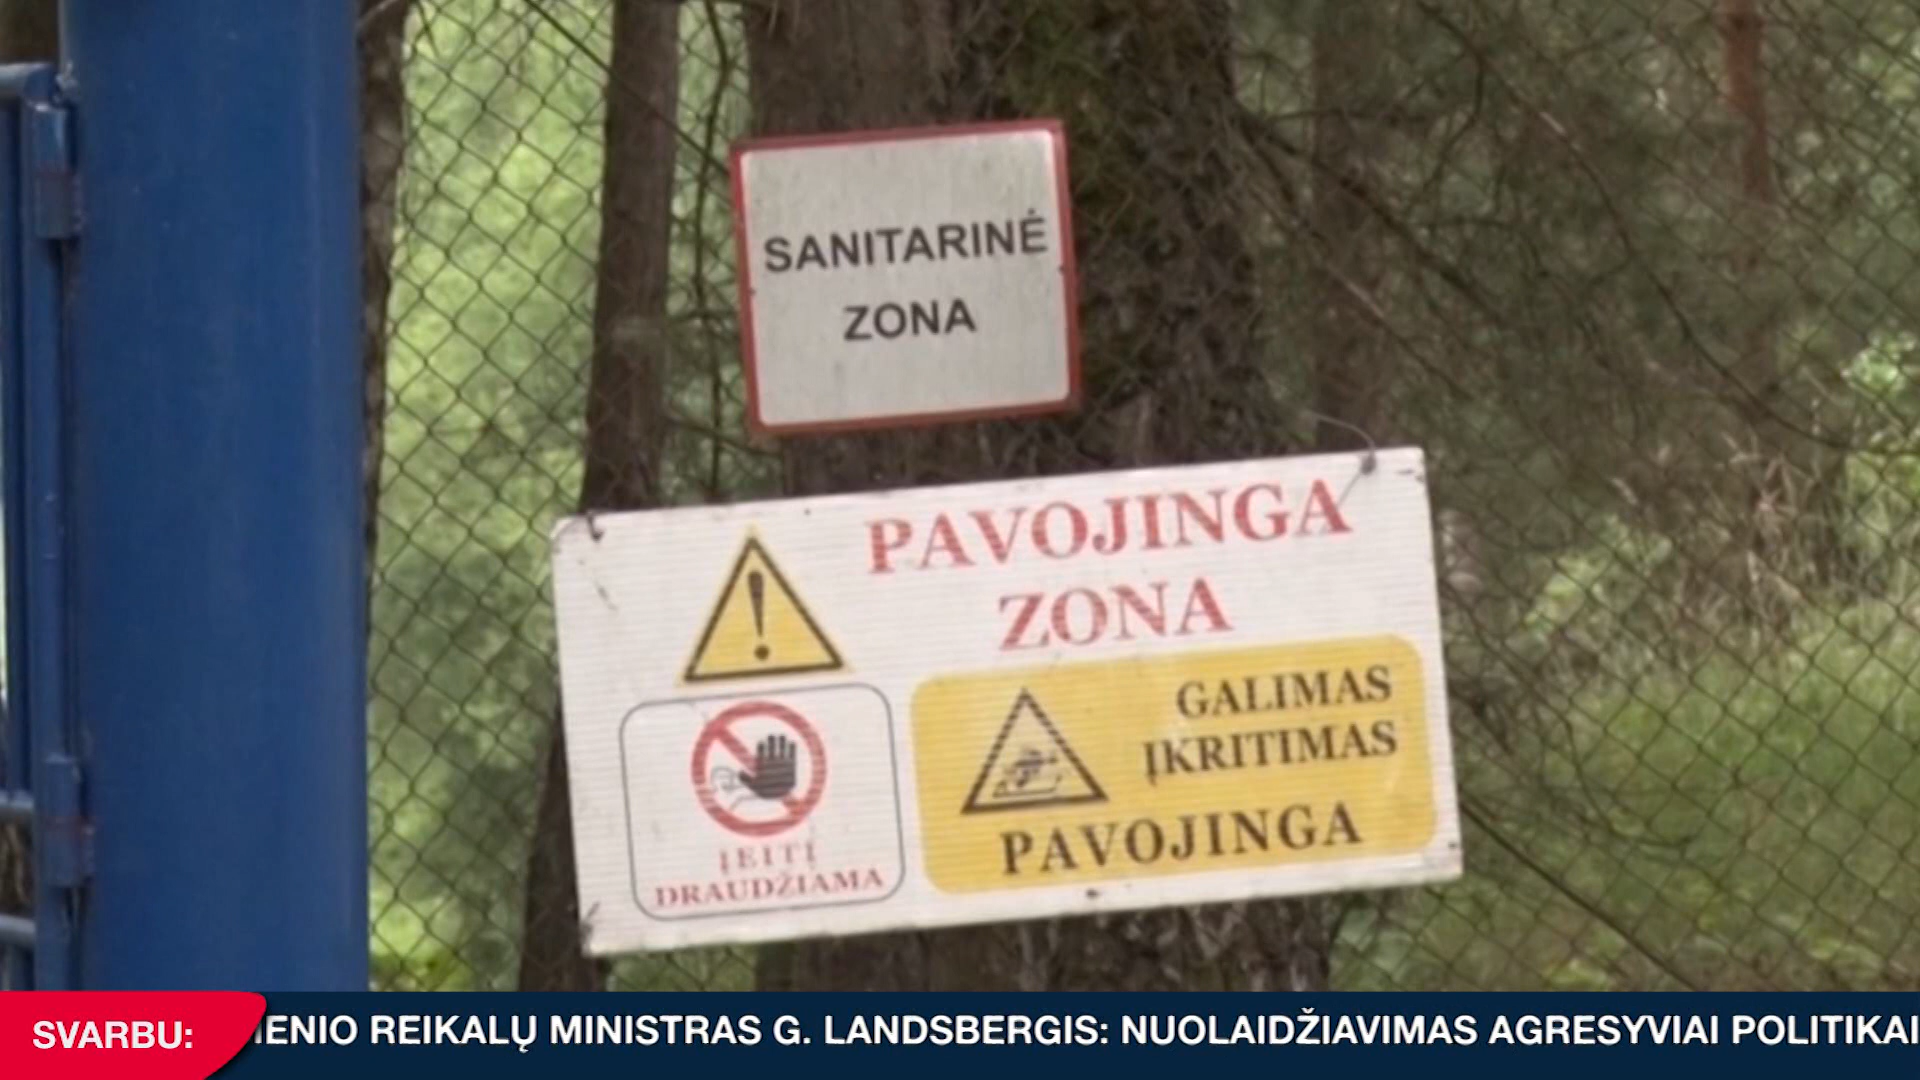 SANITARINĖ
ZONA
PAVOJINGA
ZONA
GALIMAS
ĮKRITIMAS
PAVOJINGA
ĮEITI
DRAUDŽIAMA
SVARBU:
IENIO REIKALŲ MINISTRAS G. LANDSBERGIS: NUOLAIDŽIAVIMAS AGRESYVIAI POLITIKAI